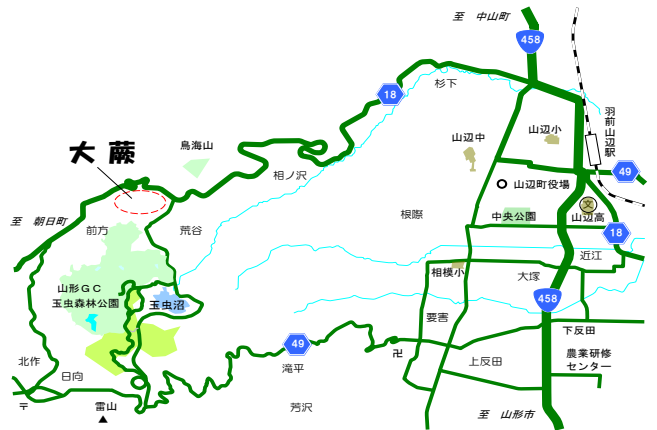 至 中山町
458
杉下
18
羽前山辺駅
山辺小
山辺中
鳥海山
大 蕨
49
相ノ沢
山辺町役場
文
中央公園
山辺高
至 朝日町
前方
荒谷
根際
18
近江
相模小
大塚
山形GC
玉虫森林公園
玉虫沼
458
要害
下反田
49
卍
北作
滝平
上反田
農業研修
センター
日向
〒
雷山
芳沢
至 山形市